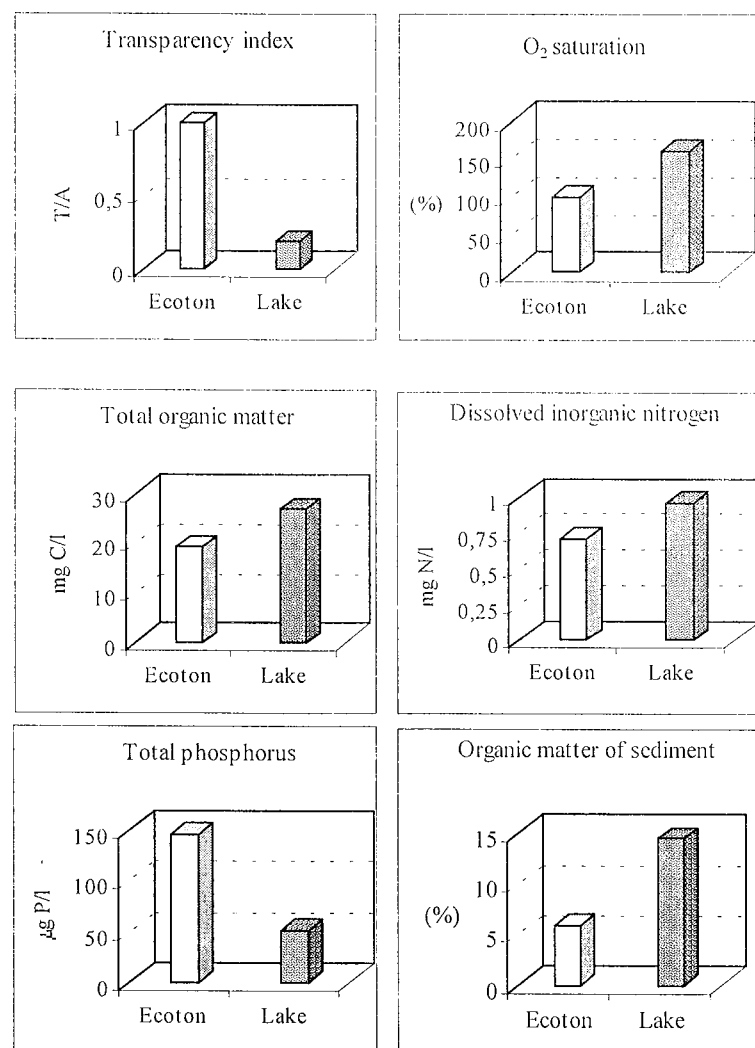 Transparency index
1
0,5
0
T/A
Ecoton Lake
O₂ saturation
200
150
100
50
0
(%)
Ecoton Lake
Total organic matter
30
20
10
0
mg C/l
Ecoton Lake
Dissolved inorganic nitrogen
1
0,75
0,5
0,25
0
mg N/l
Ecoton Lake
Total phosphorus
150
100
50
0
µg P/l
Ecoton Lake
Organic matter of sediment
15
10
5
0
(%)
Ecoton Lake